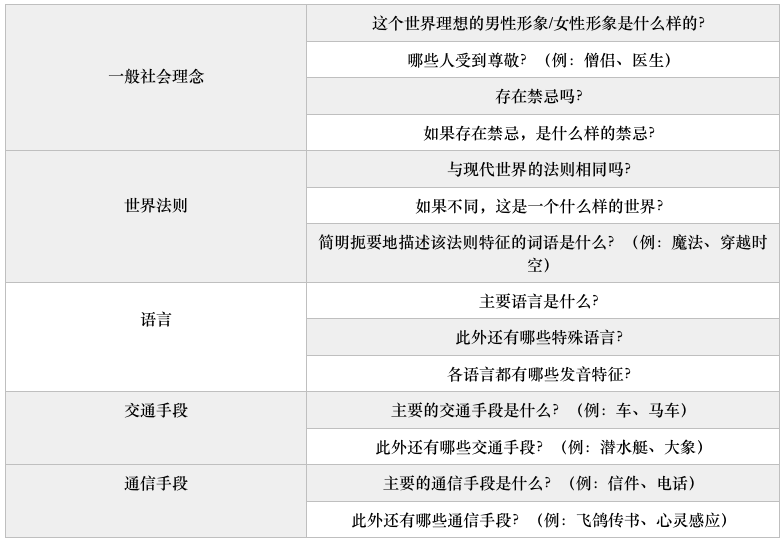 一般社会理念
这个世界理想的男性形象/女性形象是什么样的?
哪些人受到尊敬? （例：僧侣、医生）
存在禁忌吗?
如果存在禁忌，是什么样的禁忌?
世界法则
与现代世界的法则相同吗?
如果不同，这是一个什么样的世界?
简明扼要地描述该法则特征的词语是什么? （例：魔法、穿越时
空）
语言
主要语言是什么?
此外还有哪些特殊语言?
各语言都有哪些发音特征?
交通手段
主要的交通手段是什么? （例：车、马车）
此外还有哪些交通手段? （例：潜水艇、大象）
通信手段
主要的通信手段是什么? （例：信件、电话）
此外还有哪些通信手段? （例：飞鸽传书、心灵感应）